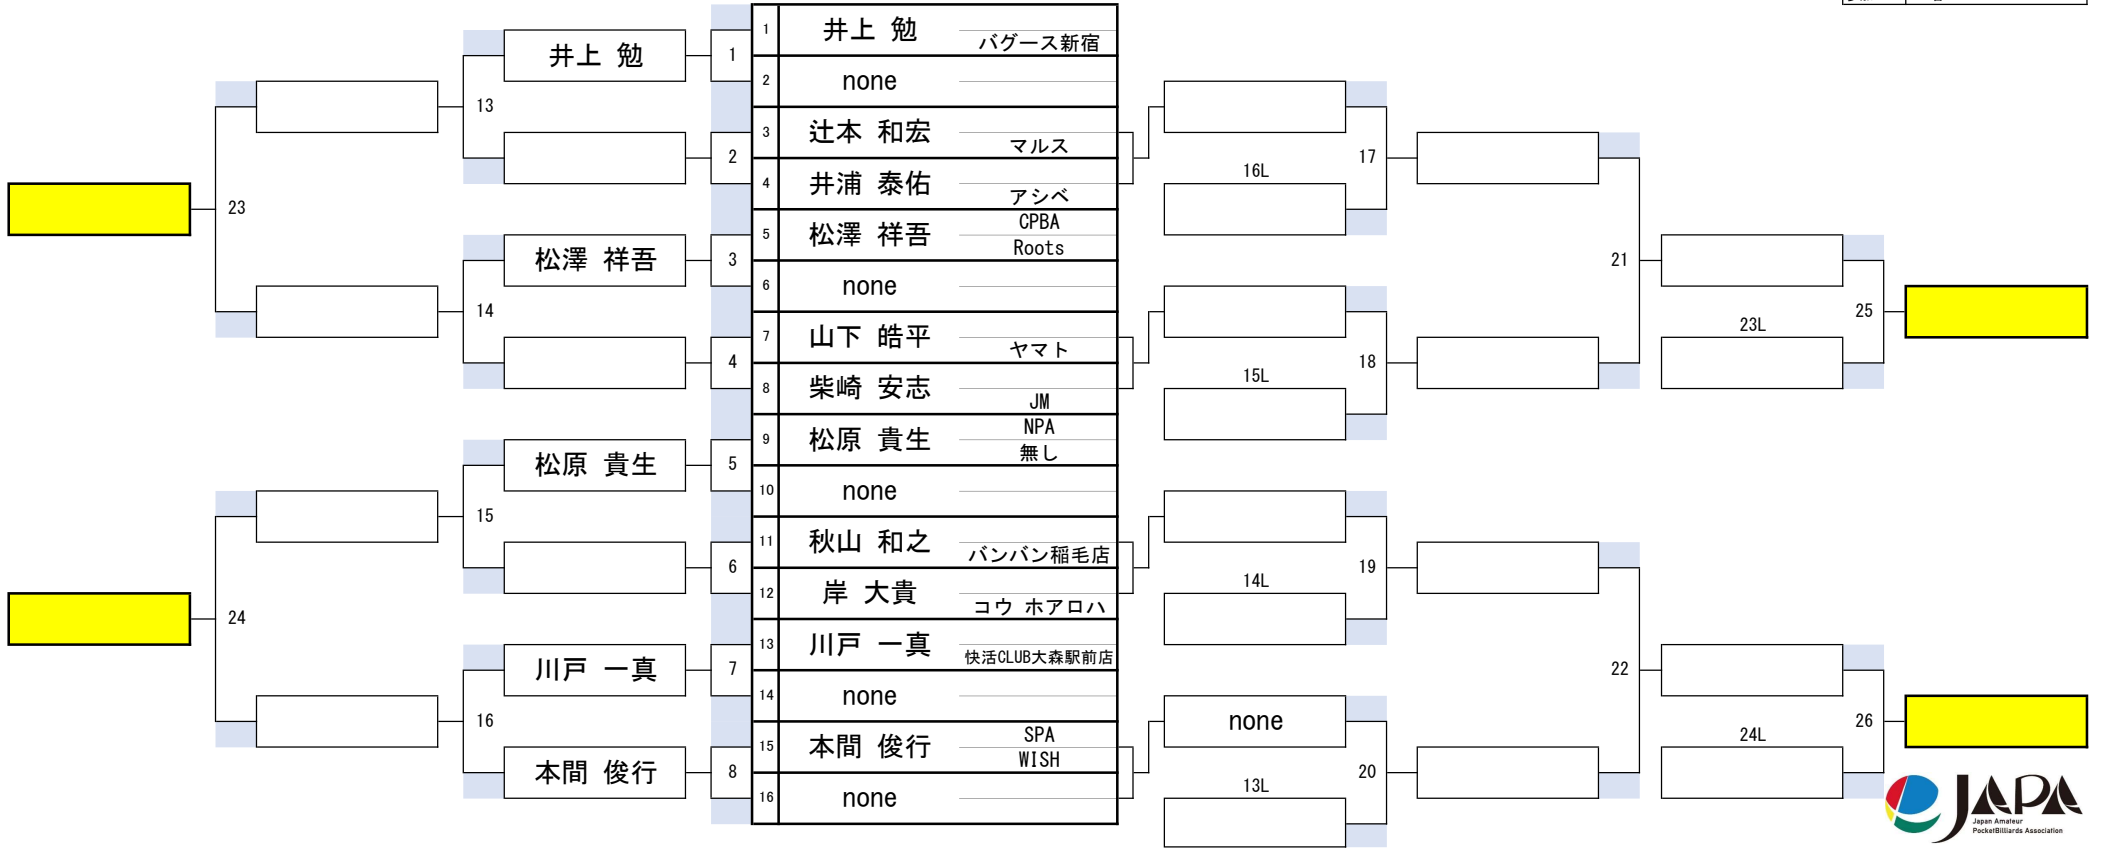 1 井上 勉 バグース新宿
井上 勉 1
2 none
13
3 辻本 和宏 マルス
2 17
16L
4 井浦 泰佑 アシベ
23
5 松澤 祥吾 CPBA
Roots
松澤 祥吾 3 21
6 none
14 25
23L
7 山下 皓平 ヤマト
4 18
15L
8 柴崎 安志 JM
9 松原 貴生 NPA
無し
松原 貴生 5
10 none
15
11 秋山 和之 バンバン稲毛店
6 19
14L
12 岸 大貴 コウ ホアロハ
24
13 川戸 一真 快活CLUB大森駅前店
川戸 一真 7 22
14 none
16 none 26
24L
15 本間 俊行 SPA
WISH
本間 俊行 8 20
13L
16 none
JAPA
Japan Amateur
PocketBilliards Association